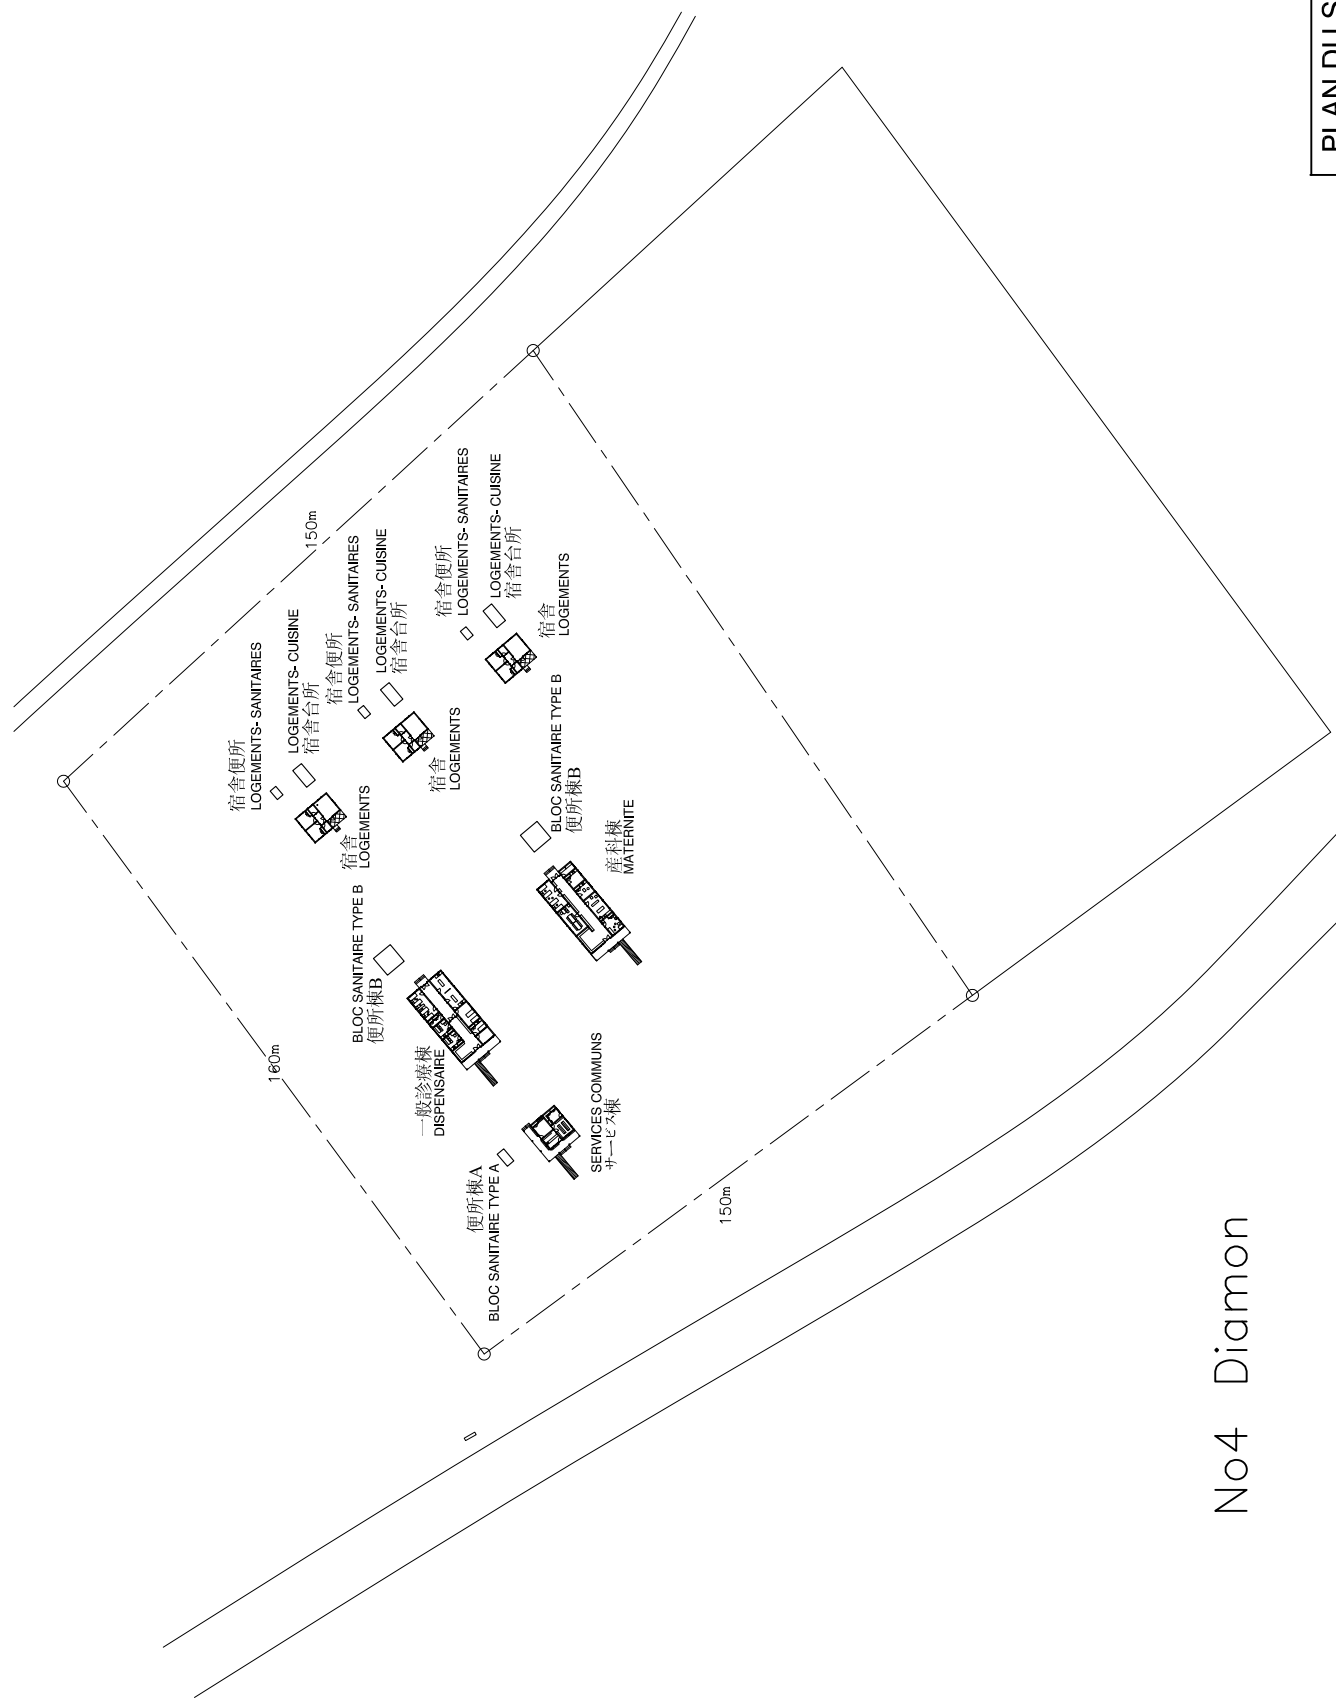 宿舎便所
LOGEMENTS- SANITAIRES
160m
LOGEMENTS- CUISINE
宿舎台所
150m
宿舎便所
LOGEMENTS- SANITAIRES
宿舎
LOGEMENTS
BLOC SANITAIRE TYPE B
便所棟B
LOGEMENTS- CUISINE
宿舎台所
宿舎
LOGEMENTS
一般診療棟
DISPENSAIRE
宿舎便所
LOGEMENTS- SANITAIRES
便所棟A
BLOC SANITAIRE TYPE A
LOGEMENTS- CUISINE
宿舎台所
宿舎
LOGEMENTS
BLOC SANITAIRE TYPE B
便所棟B
SERVICES COMMUNS
サービス棟
産科棟
MATERNITE
150m
No4 Diamon
PLAN DU S